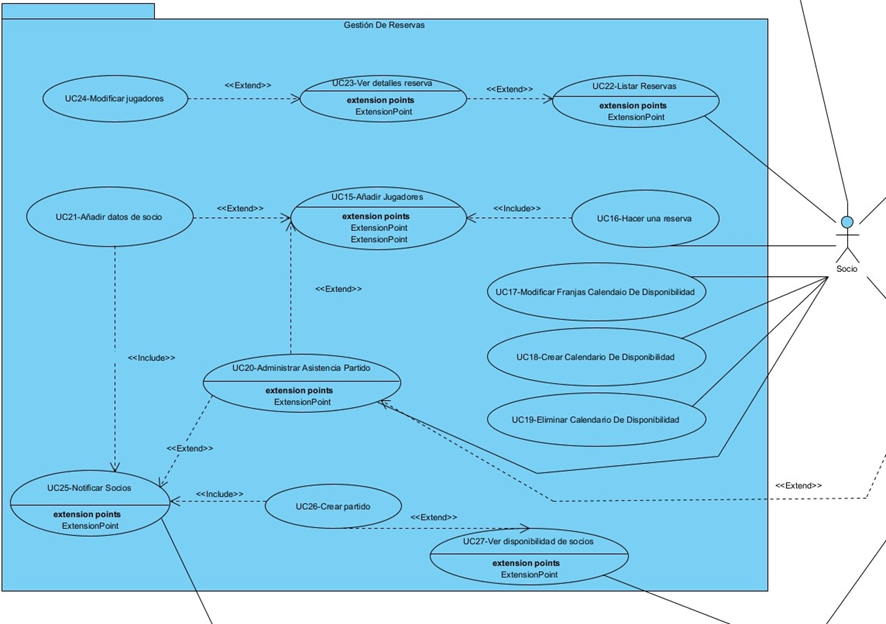 Gestión De Reservas
UC24-Modificar jugadores
<<Extend>>
UC23-Ver detalles reserva
extension points
ExtensionPoint
<<Extend>>
UC22-Listar Reservas
extension points
ExtensionPoint
UC21-Añadir datos de socio
<<Extend>>
UC15-Añadir Jugadores
extension points
ExtensionPoint
ExtensionPoint
<<Include>>
UC16-Hacer una reserva
Socio
<<Extend>>
UC17-Modificar Franjas Calendaio De Disponibilidad
<<Include>>
UC18-Crear Calendario De Disponibilidad
UC20-Administrar Asistencia Partido
extension points
ExtensionPoint
UC19-Eliminar Calendario De Disponibilidad
<<Extend>>
<<Extend>>
UC25-Notificar Socios
extension points
ExtensionPoint
<<Include>>
UC26-Crear partido
<<Extend>>
UC27-Ver disponibilidad de socios
extension points
ExtensionPoint